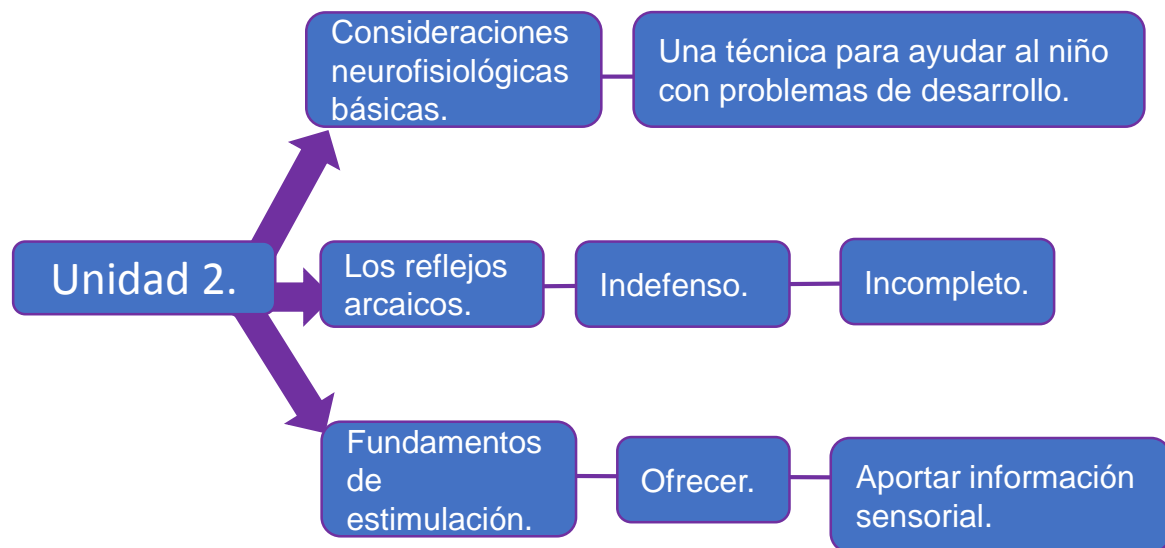 Consideraciones
neurofisiológicas
básicas.
Una técnica para ayudar al niño
con problemas de desarrollo.
Unidad 2.
Los reflejos
arcaicos.
Indefenso.
Incompleto.
Fundamentos
de
estimulación.
Ofrecer.
Aportar información
sensorial.